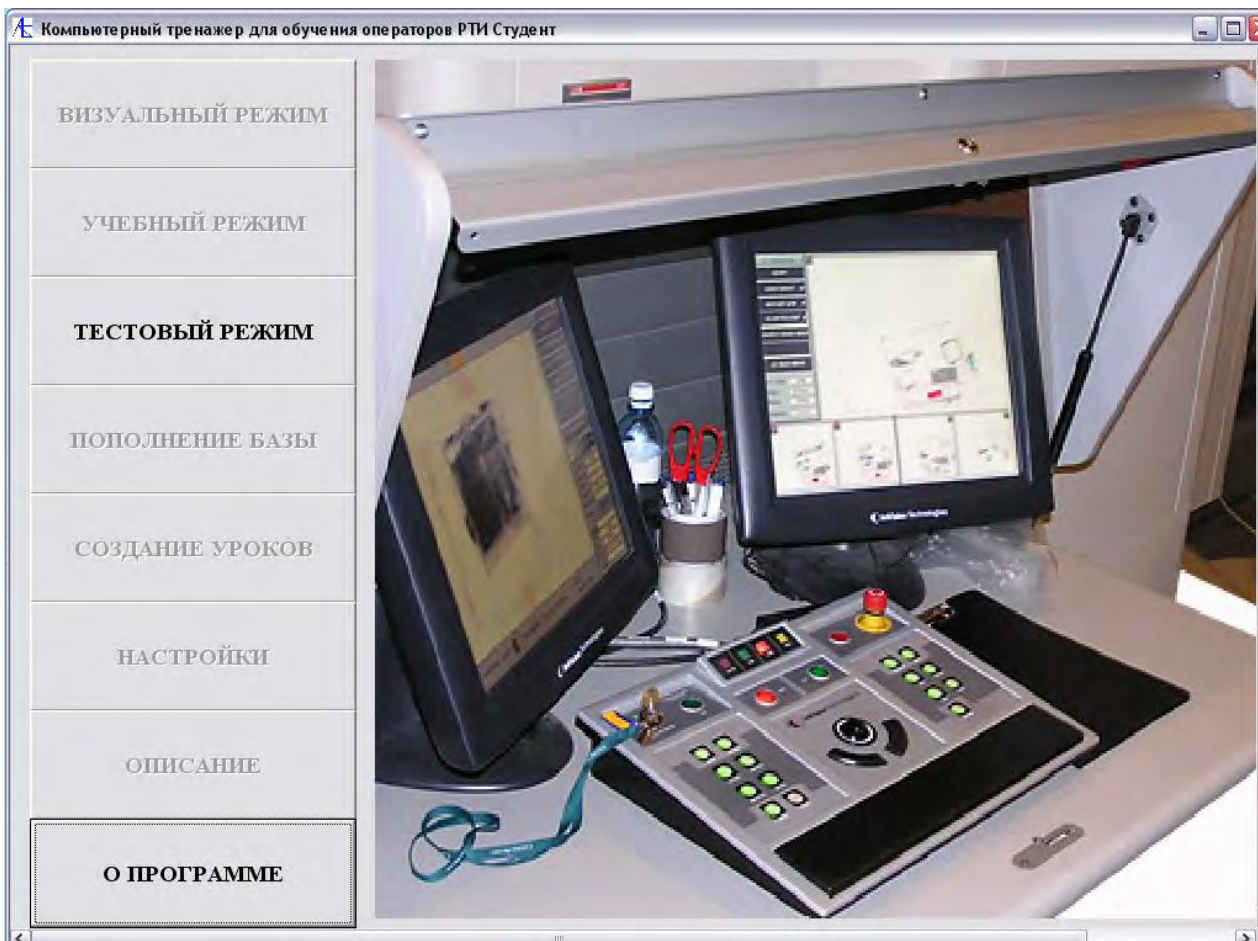 Компьютерный тренажер для обучения операторов РТИ Студент
ВИЗУАЛЬНЫЙ РЕЖИМ
УЧЕБНЫЙ РЕЖИМ
ТЕСТОВЫЙ РЕЖИМ
ПОПОЛНЕНИЕ БАЗЫ
СОЗДАНИЕ УРОКОВ
НАСТРОЙКИ
ОПИСАНИЕ
О ПРОГРАММЕ